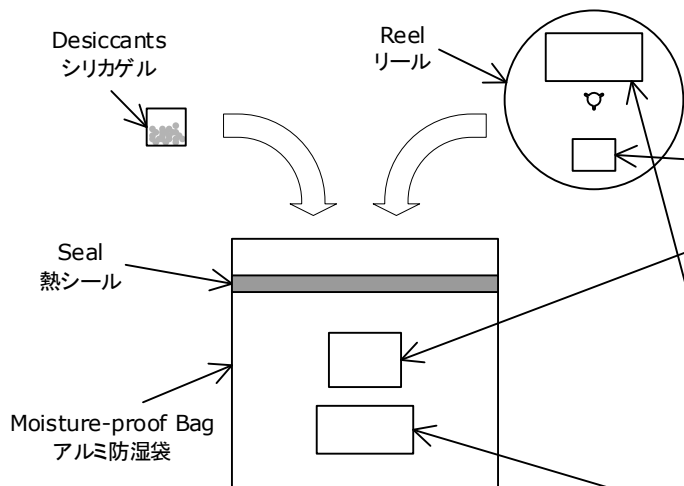 Desiccants
シリカゲル
Reel
リール
Seal
熱シール
Moisture-proof Bag
アルミ防湿袋